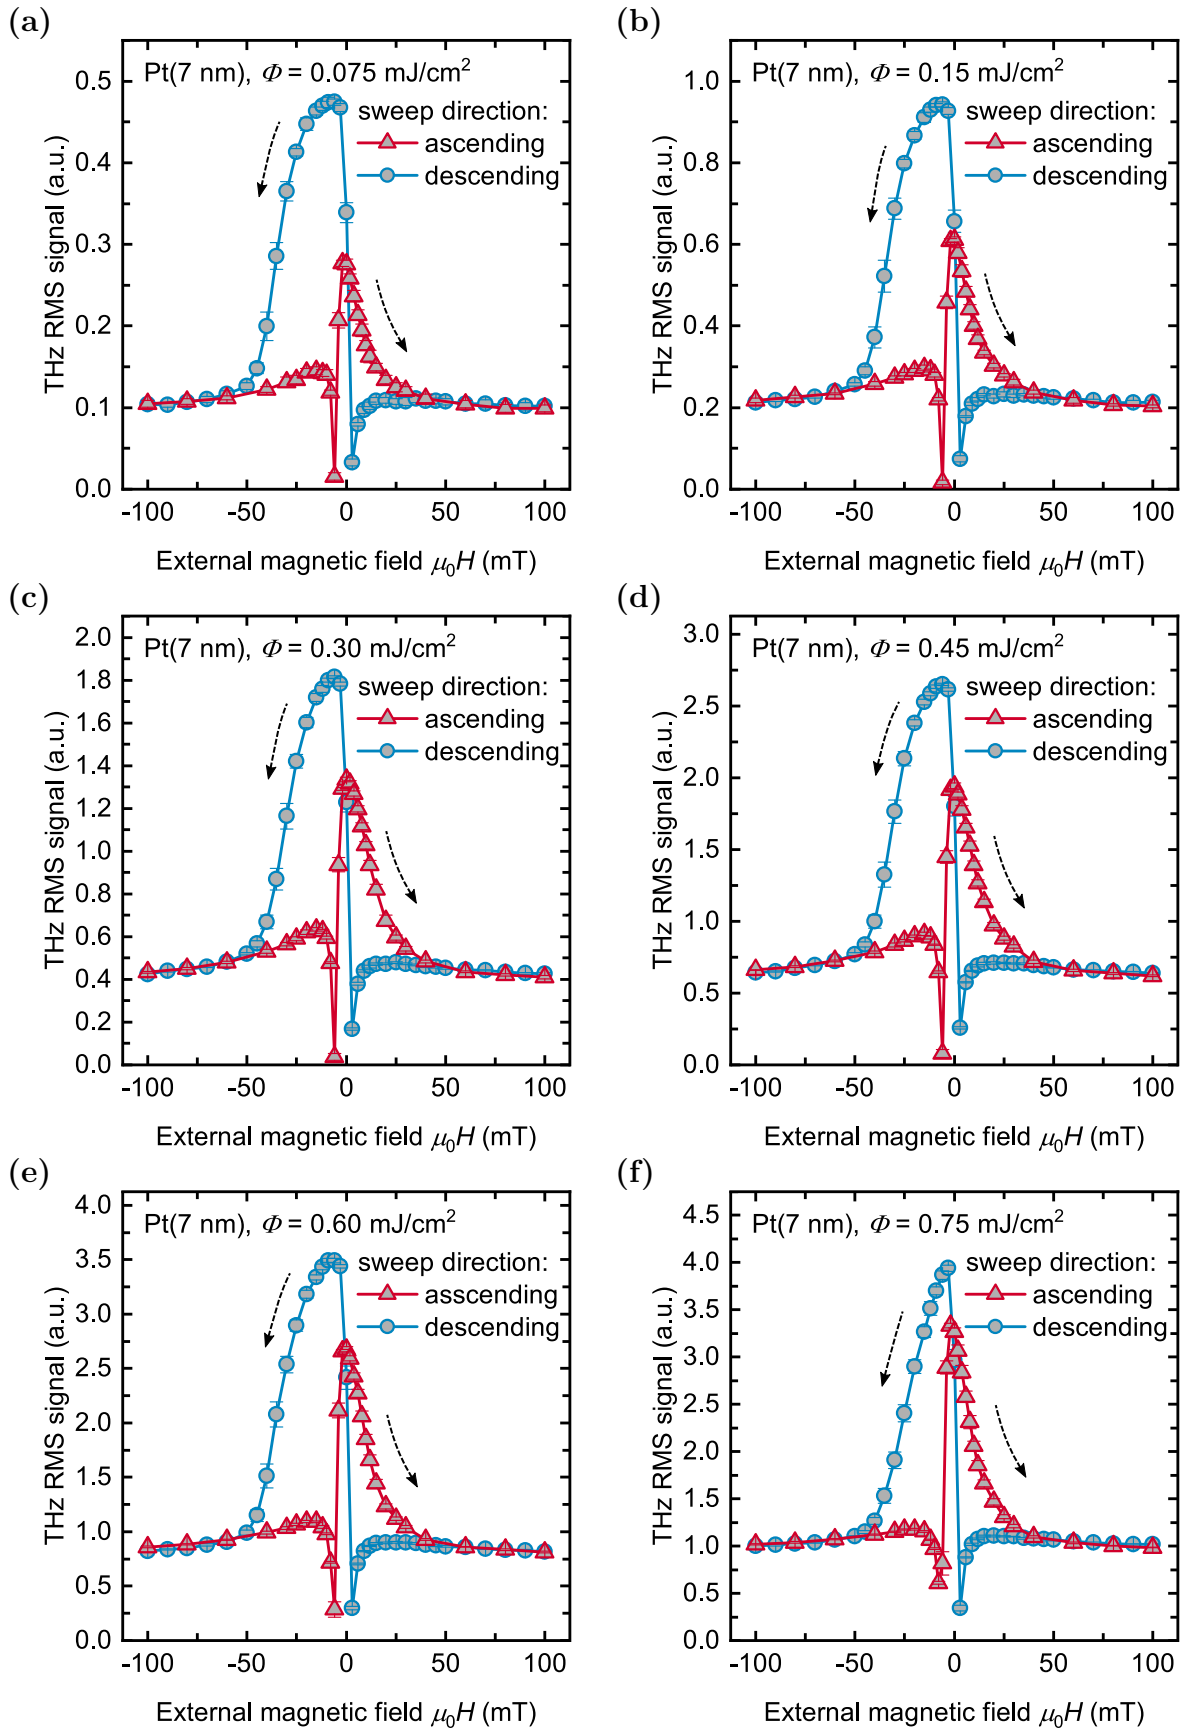 (a)
Pt(7 nm), Φ = 0.075 mJ/cm²
sweep direction:
ascending
descending
THz RMS signal (a.u.)
0.5
0.4
0.3
0.2
0.1
0.0
-100 -50 0 50 100
External magnetic field μ₀H (mT)
(b)
Pt(7 nm), Φ = 0.15 mJ/cm²
sweep direction:
ascending
descending
THz RMS signal (a.u.)
1.0
0.8
0.6
0.4
0.2
0.0
-100 -50 0 50 100
External magnetic field μ₀H (mT)
(c)
Pt(7 nm), Φ = 0.30 mJ/cm²
sweep direction:
ascending
descending
THz RMS signal (a.u.)
2.0
1.8
1.6
1.4
1.2
1.0
0.8
0.6
0.4
0.2
0.0
-100 -50 0 50 100
External magnetic field μ₀H (mT)
(d)
Pt(7 nm), Φ = 0.45 mJ/cm²
sweep direction:
ascending
descending
THz RMS signal (a.u.)
3.0
2.5
2.0
1.5
1.0
0.5
0.0
-100 -50 0 50 100
External magnetic field μ₀H (mT)
(e)
Pt(7 nm), Φ = 0.60 mJ/cm²
sweep direction:
asscending
descending
THz RMS signal (a.u.)
4.0
3.5
3.0
2.5
2.0
1.5
1.0
0.5
0.0
-100 -50 0 50 100
External magnetic field μ₀H (mT)
(f)
Pt(7 nm), Φ = 0.75 mJ/cm²
sweep direction:
ascending
descending
THz RMS signal (a.u.)
4.5
4.0
3.5
3.0
2.5
2.0
1.5
1.0
0.5
0.0
-100 -50 0 50 100
External magnetic field μ₀H (mT)